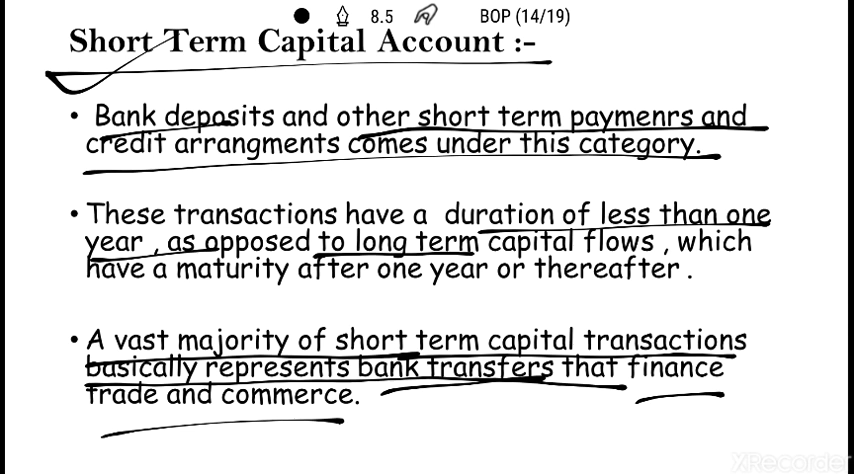 8.5 BOP (14/19)
Short Term Capital Account :-
• Bank deposits and other short term paymenrs and
credit arrangments comes under this category.
• These transactions have a duration of less than one
year , as opposed to long term capital flows , which
have a maturity after one year or thereafter .
• A vast majority of short term capital transactions
basically represents bank transfers that finance
trade and commerce.
XRecorder